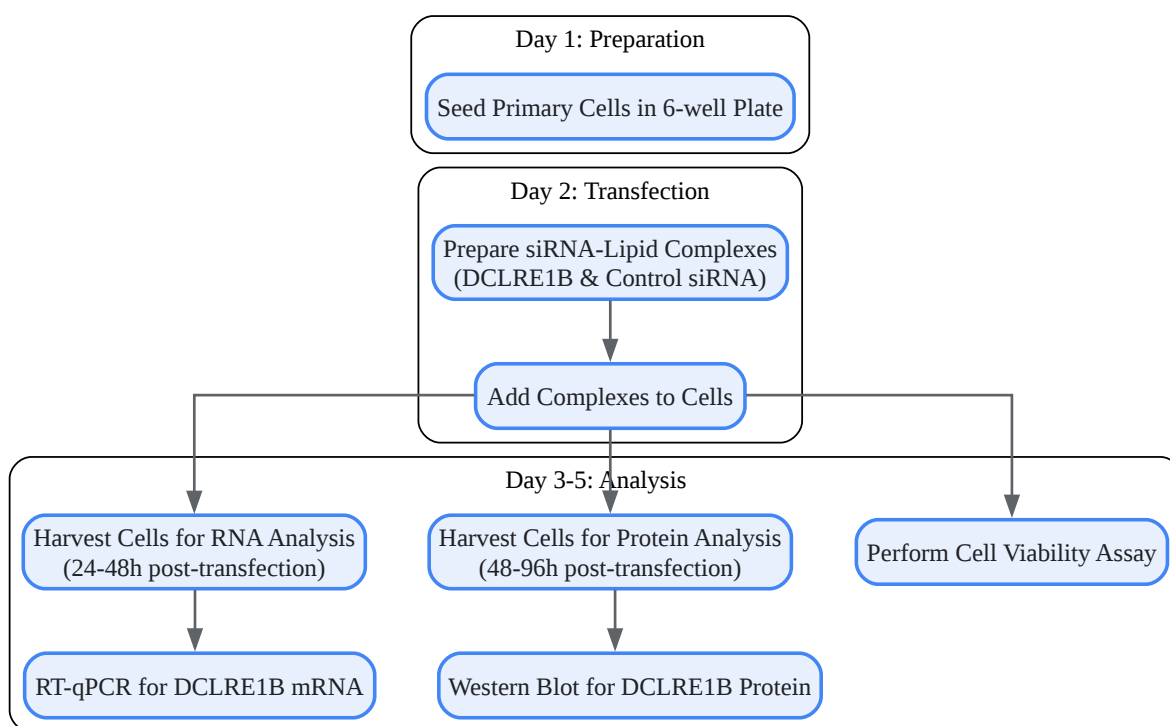 Day 1: Preparation
Seed Primary Cells in 6-well Plate
Day 2: Transfection
Prepare siRNA-Lipid Complexes
(DCLRE1B & Control siRNA)
Add Complexes to Cells
Day 3-5: Analysis
Harvest Cells for RNA Analysis
(24-48h post-transfection)
Harvest Cells for Protein Analysis
(48-96h post-transfection)
Perform Cell Viability Assay
RT-qPCR for DCLRE1B mRNA
Western Blot for DCLRE1B Protein